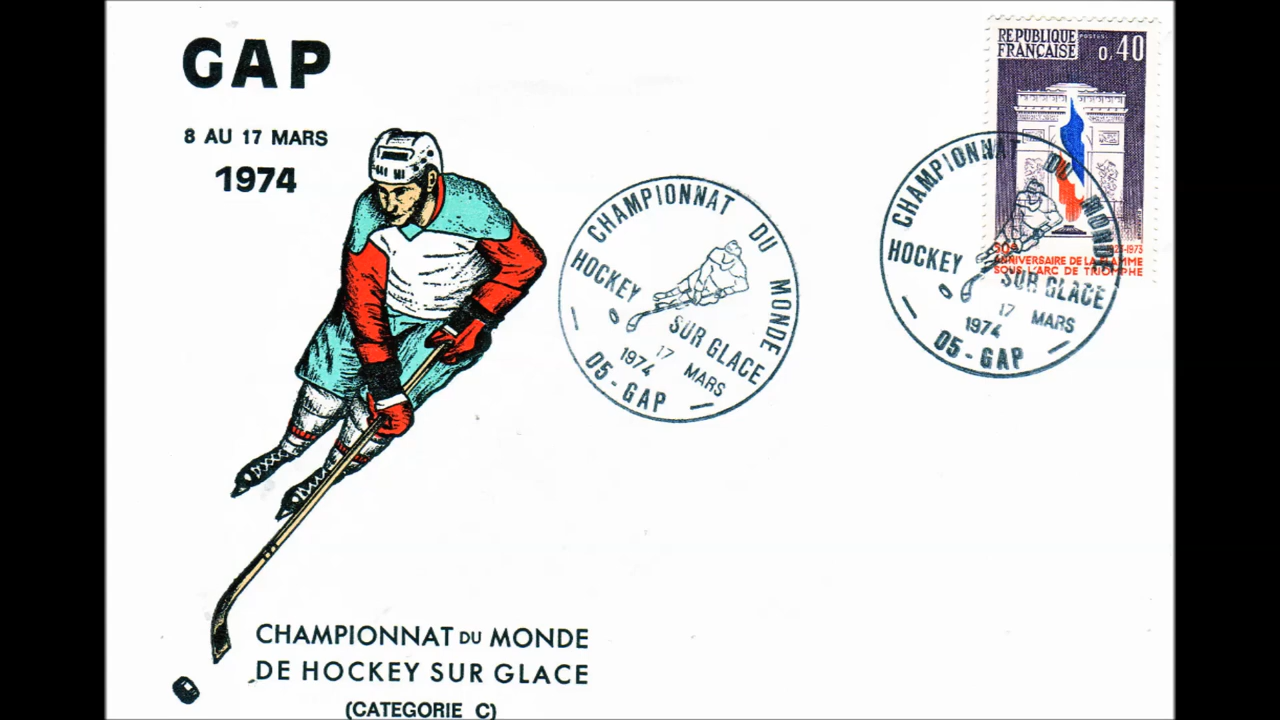 GAP
8 AU 17 MARS
1974
REPUBLIQUE
FRANÇAISE
POSTES
0,40
50e
1923-1973
ANNIVERSAIRE DE LA FLAMME
SOUS L'ARC DE TRIOMPHE
CHAMPIONNAT DU MONDE
HOCKEY
SUR GLACE
17 MARS
1974
05-GAP
CHAMPIONNAT DU MONDE
HOCKEY
SUR GLACE
17 MARS
1974
05-GAP
CHAMPIONNAT DU MONDE
DE HOCKEY SUR GLACE
(CATEGORIE C)